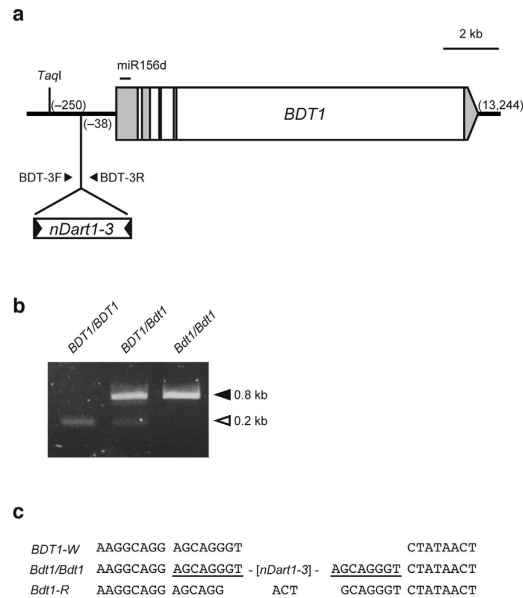 a
2 kb
miR156d
TaqI
(–250)
(–38)
BDT1
(13,244)
BDT-3F
BDT-3R
nDart1-3
b
BDT1/BDT1
BDT1/Bdt1
Bdt1/Bdt1
0.8 kb
0.2 kb
c
BDT1-W AAGGCAGG AGCAGGGT CTATAACT
Bdt1/Bdt1 AAGGCAGG AGCAGGGT - [nDart1-3] - AGCAGGGT CTATAACT
Bdt1-R AAGGCAGG AGCAGG ACT GCAGGGT CTATAACT